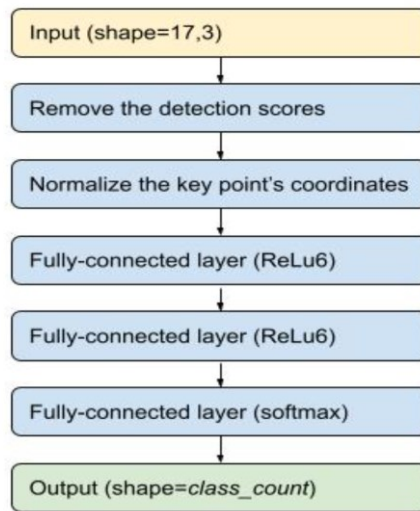 Input (shape=17,3)
Remove the detection scores
Normalize the key point's coordinates
Fully-connected layer (ReLu6)
Fully-connected layer (ReLu6)
Fully-connected layer (softmax)
Output (shape=class_count)